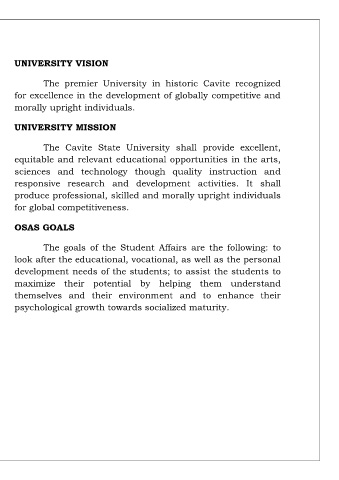 UNIVERSITY VISION
The premier University in historic Cavite recognized
for excellence in the development of globally competitive and
morally upright individuals.
UNIVERSITY MISSION
The Cavite State University shall provide excellent,
equitable and relevant educational opportunities in the arts,
sciences and technology though quality instruction and
responsive research and development activities. It shall
produce professional, skilled and morally upright individuals
for global competitiveness.
OSAS GOALS
The goals of the Student Affairs are the following: to
look after the educational, vocational, as well as the personal
development needs of the students; to assist the students to
maximize their potential by helping them understand
themselves and their environment and to enhance their
psychological growth towards socialized maturity.